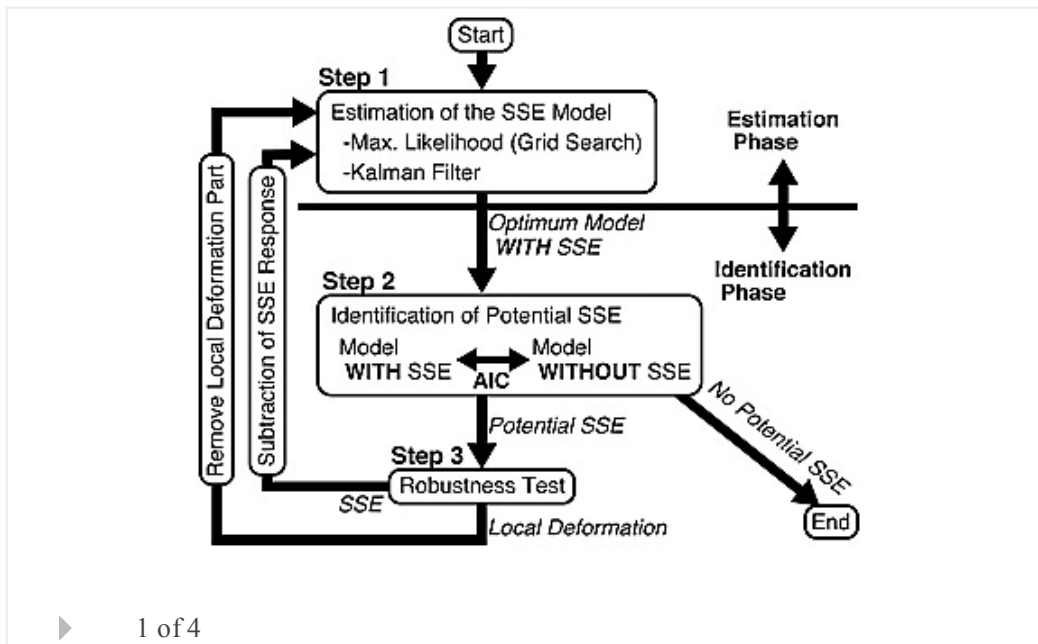 Start
Step 1
Estimation of the SSE Model
-Max. Likelihood (Grid Search)
-Kalman Filter
Estimation
Phase
Optimum Model
WITH SSE
Identification
Phase
Step 2
Identification of Potential SSE
Model
WITH SSE
AIC
Model
WITHOUT SSE
Potential SSE
No Potential SSE
Step 3
Robustness Test
SSE
Local Deformation
End
Remove Local Deformation Part
Subtraction of SSE Response
1 of 4